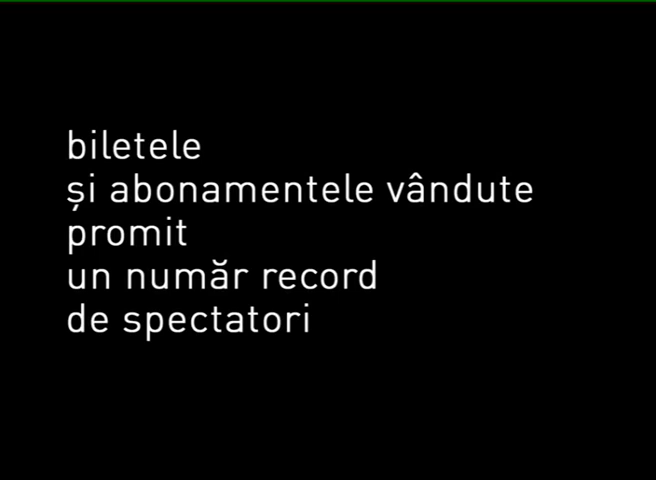 biletele
și abonamentele vândute
promit
un număr record
de spectatori